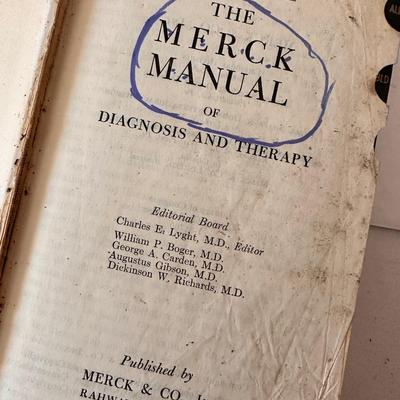 THE
MERCK
MANUAL
OF
DIAGNOSIS AND THERAPY
Editorial Board
Charles E. Lyght, M.D., Editor
William P. Boger, M.D.
George A. Carden, M.D.
Augustus Gibson, M.D.
Dickinson W. Richards, M.D.
Published by
MERCK & CO.